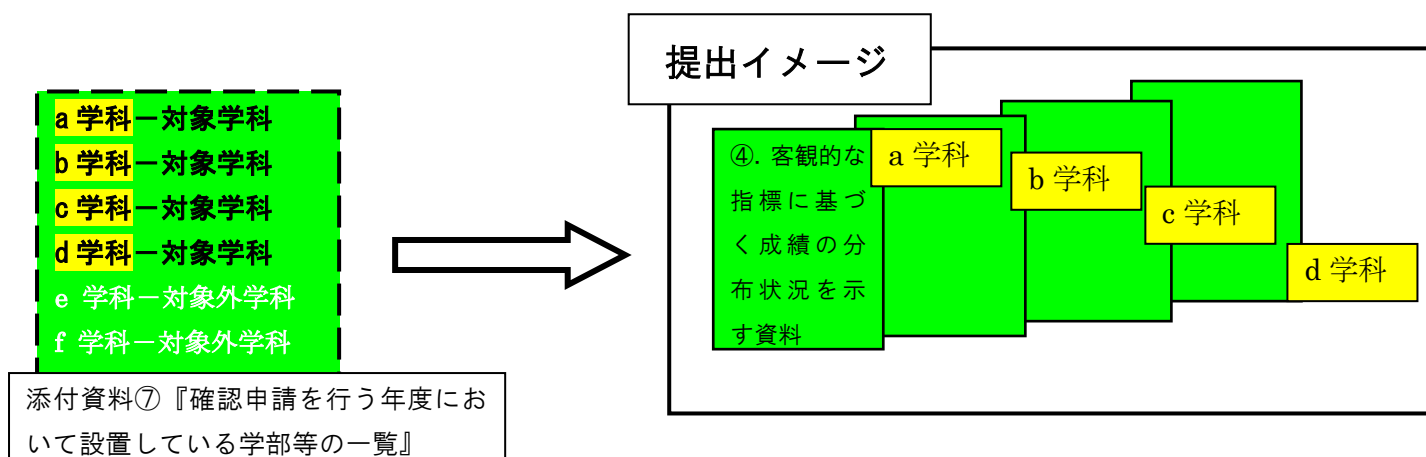 提出イメージ
a 学科－対象学科
b 学科－対象学科
c 学科－対象学科
d 学科－対象学科
e 学科－対象外学科
f 学科－対象外学科
添付資料⑦『確認申請を行う年度にお
いて設置している学部等の一覧』
④. 客観的な
指標に基づ
く成績の分
布状況を示
す資料
a 学科
b 学科
c 学科
d 学科